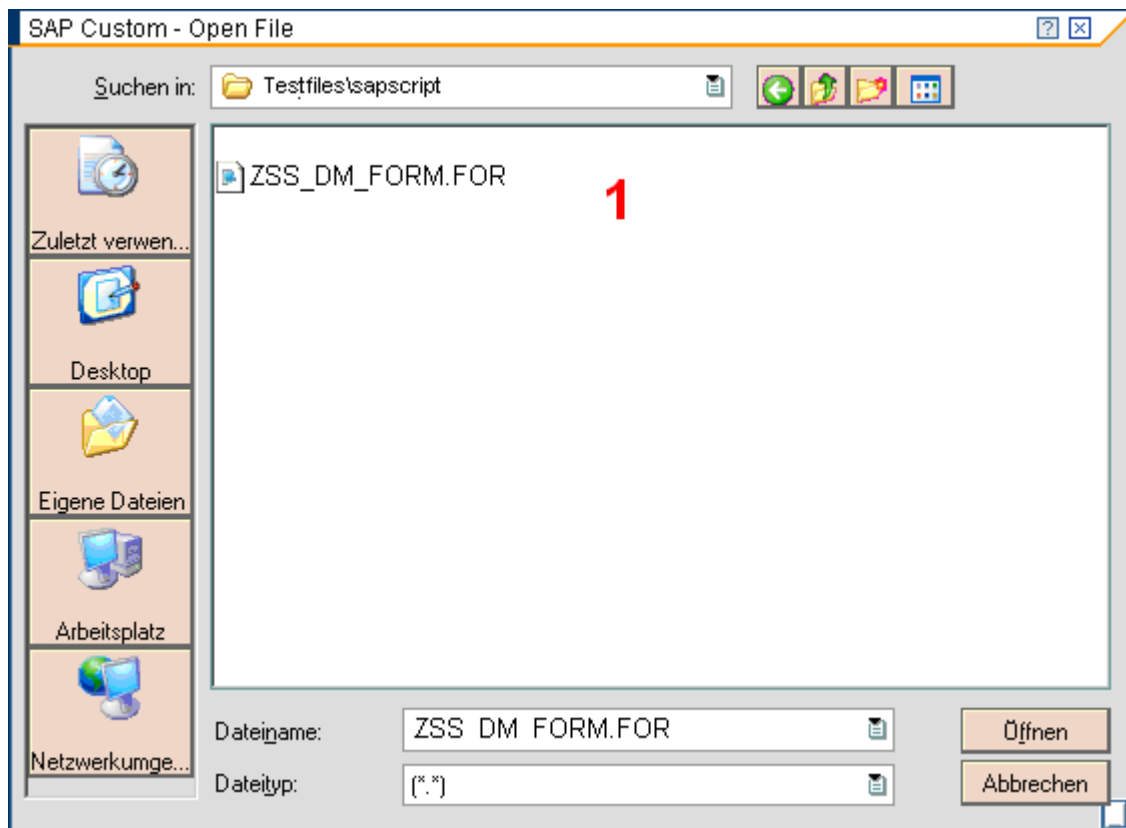 SAP Custom - Open File
Suchen in:
Testfiles\sapscript
ZSS_DM_FORM.FOR
1
Zuletzt verwen...
Desktop
Eigene Dateien
Arbeitsplatz
Netzwerkumge...
Dateiname:
ZSS_DM_FORM.FOR
Öffnen
Dateityp:
(*.*)
Abbrechen